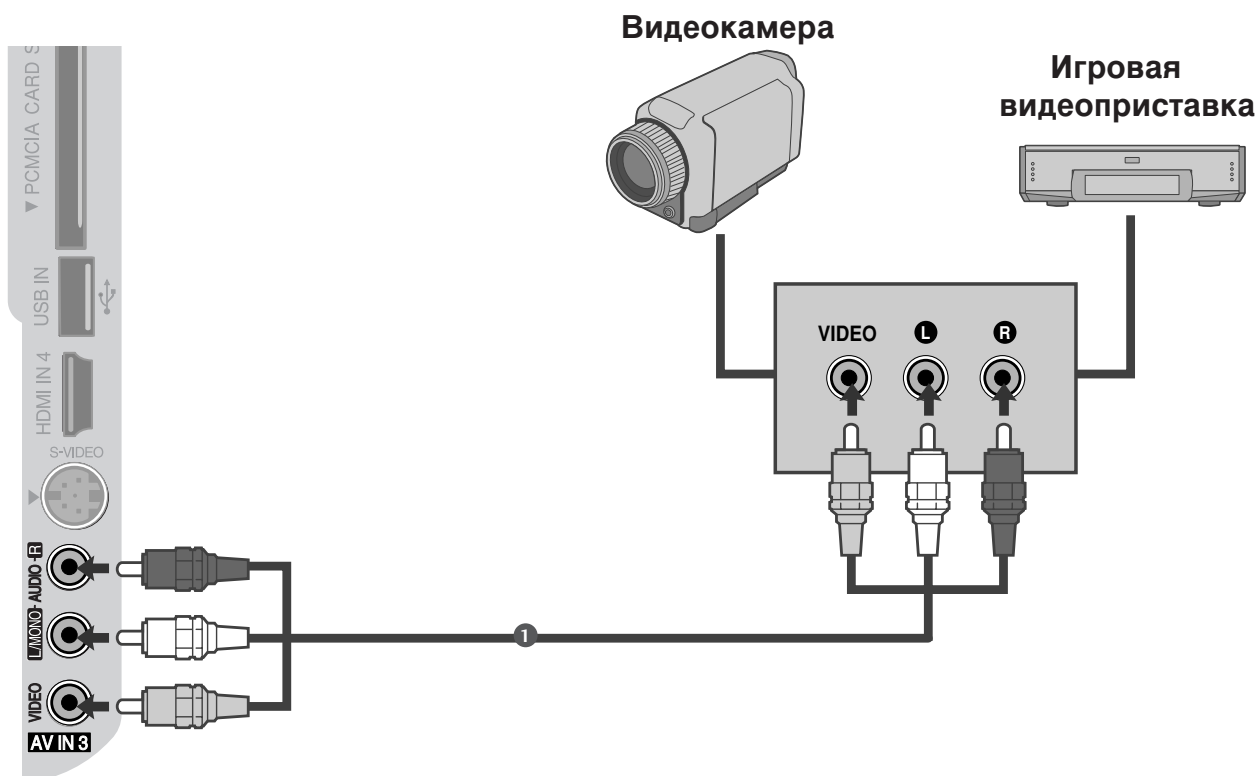 Видеокамера
Игровая
видеоприставка
▼ PCMCIA CARD S
USB IN
HDMI IN 4
S-VIDEO
VIDEO
L
R
L/MONO - AUDIO - R
1
VIDEO
AV IN 3